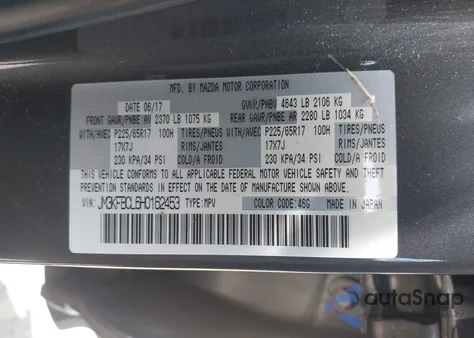 MFD. BY MAZDA MOTOR CORPORATION
DATE 06/17 GVWR/PNBV 4643 LB 2106 KG
FRONT GAWR/PNBE AV 2370 LB 1075 KG REAR GAWR/PNBE AR 2280 LB 1034 KG
WITH/AVEC P225/65R17 100H TIRES/PNEUS WITH/AVEC P225/65R17 100H TIRES/PNEUS
17X7J RIMS/JANTES 17X7J RIMS/JANTES
230 KPA/34 PSI COLD/A FROID 230 KPA/34 PSI COLD/A FROID
THIS VEHICLE CONFORMS TO ALL APPLICABLE FEDERAL MOTOR VEHICLE SAFETY AND
THEFT PREVENTION STANDARDS IN EFFECT ON THE
DATE OF MANUFACTURE SHOWN ABOVE.
VIN: JM3KFBCL6H0162453 TYPE: MPV COLOR CODE: 46G MADE IN JAPAN
autoSnap